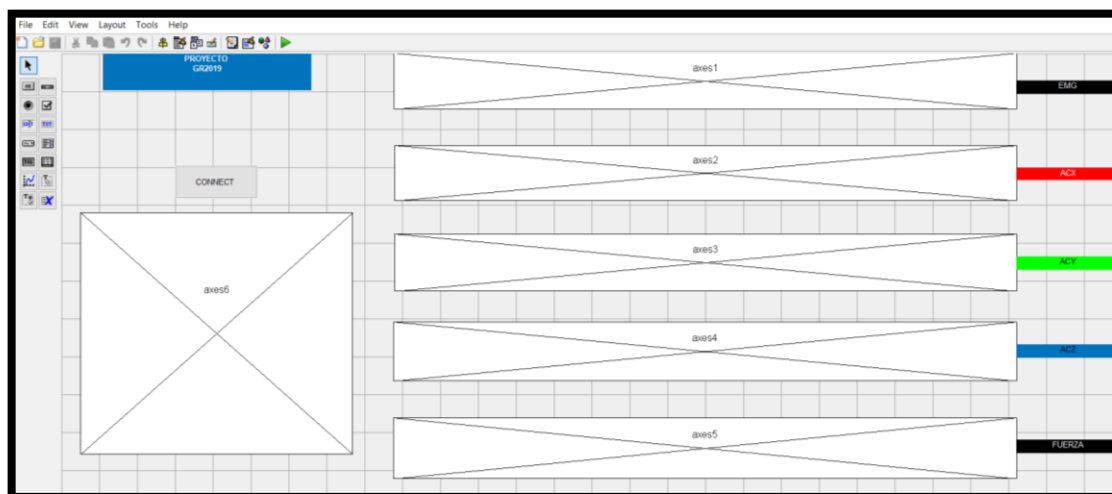 File Edit View Layout Tools Help
PROYECTO
GR2019
axes1
EMG
axes2
ACX
CONNECT
axes3
ACY
axes6
axes4
ACZ
axes5
FUERZA